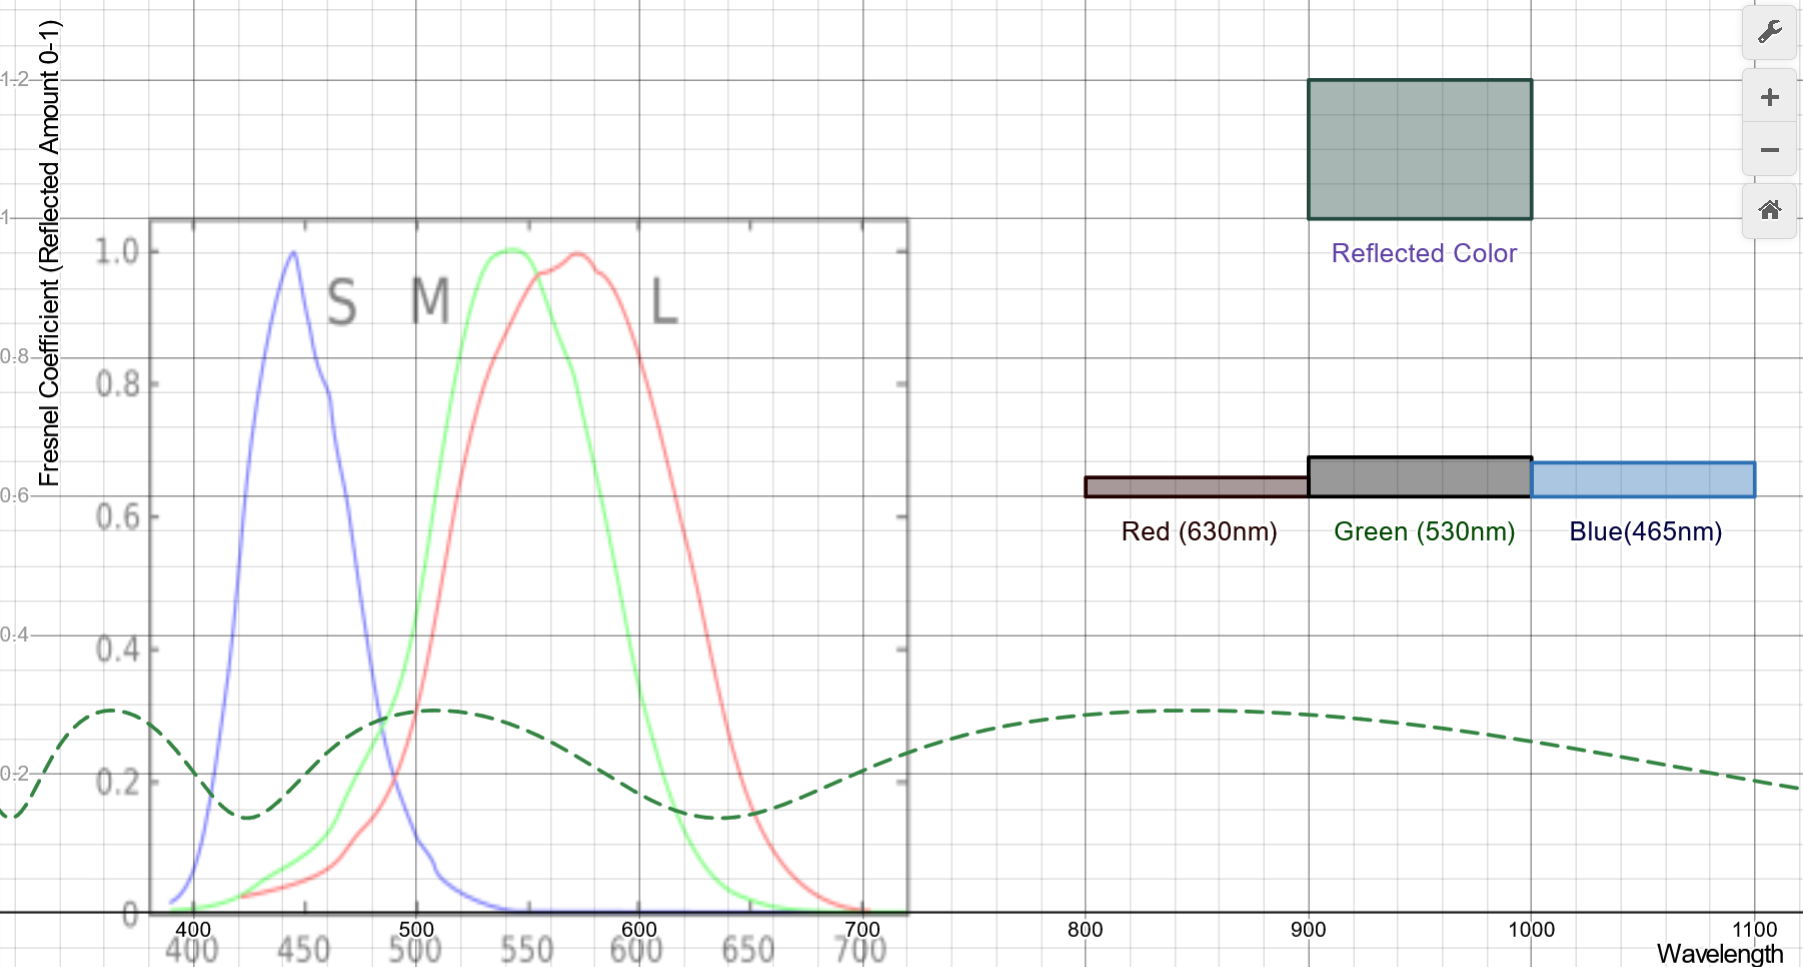 Fresnel Coefficient (Reflected Amount 0-1)
1.2
1
0.8
0.6
0.4
0.2
1.0
0.8
0.6
0.4
0.2
0
S M L
Reflected Color
Red (630nm) Green (530nm) Blue(465nm)
400 500 600 700 800 900 1000 1100
400 450 500 550 600 650 700
Wavelength